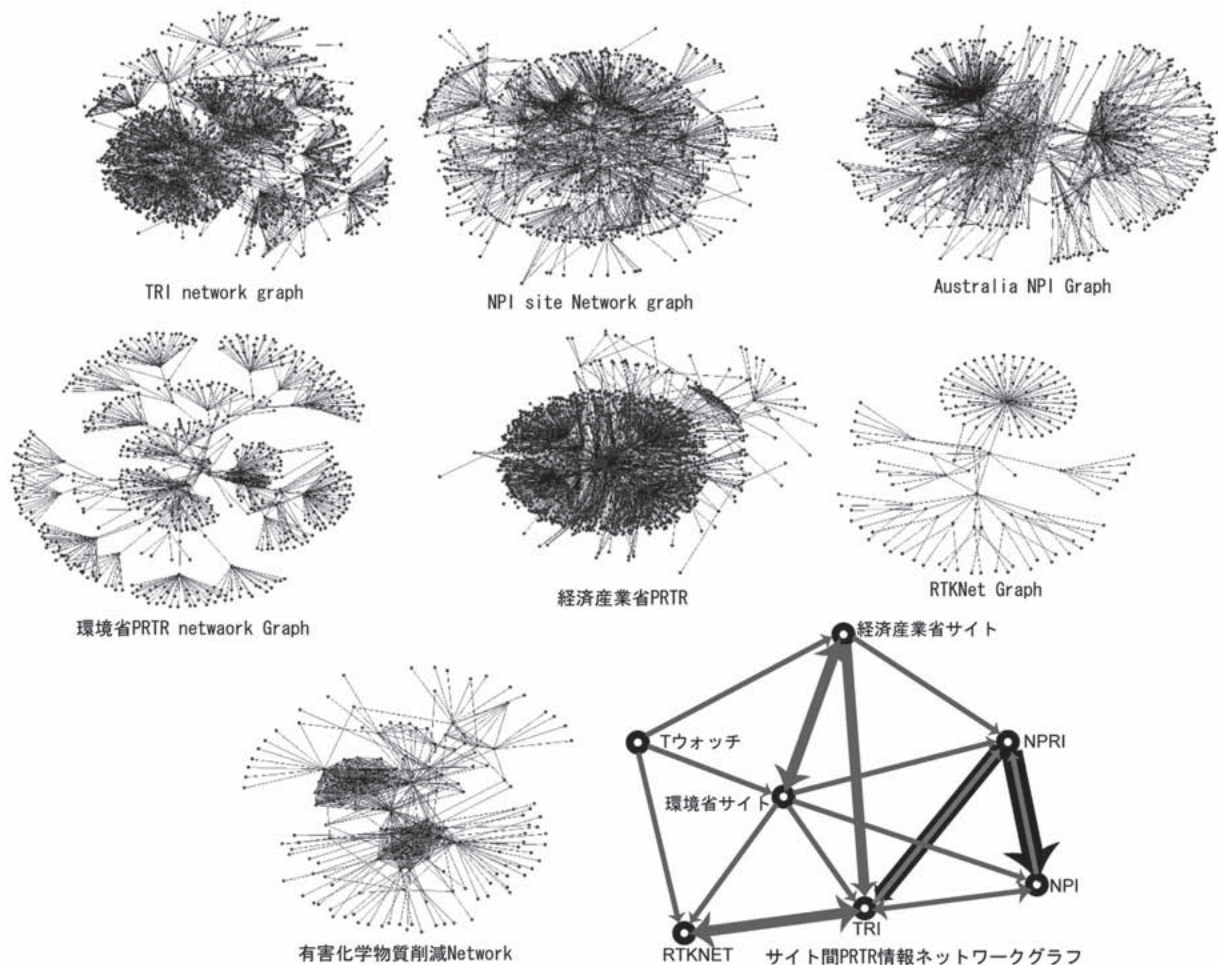 TRI network graph
NPI site Network graph
Australia NPI Graph
環境省PRTR netwaork Graph
経済産業省PRTR
RTKNet Graph
有害化学物質削減Network
経済産業省サイト
Tウォッチ
NPRI
環境省サイト
NPI
TRI
RTKNET
サイト間PRTR情報ネットワークグラフ